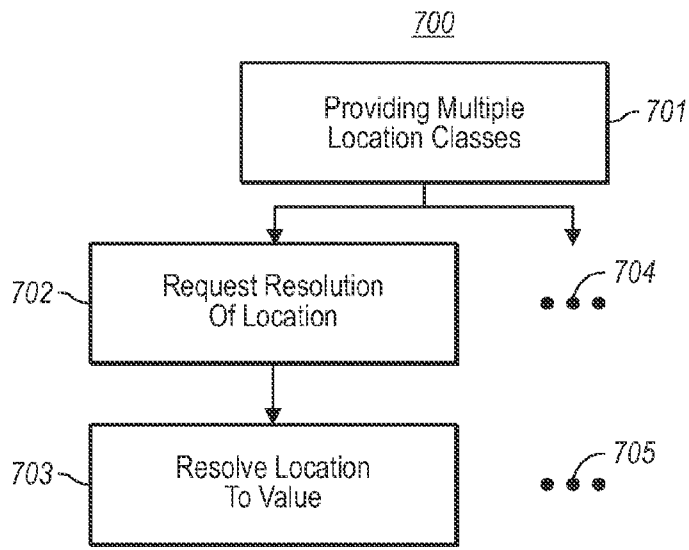 700
Providing Multiple
Location Classes
701
702
Request Resolution
Of Location
704
703
Resolve Location
To Value
705